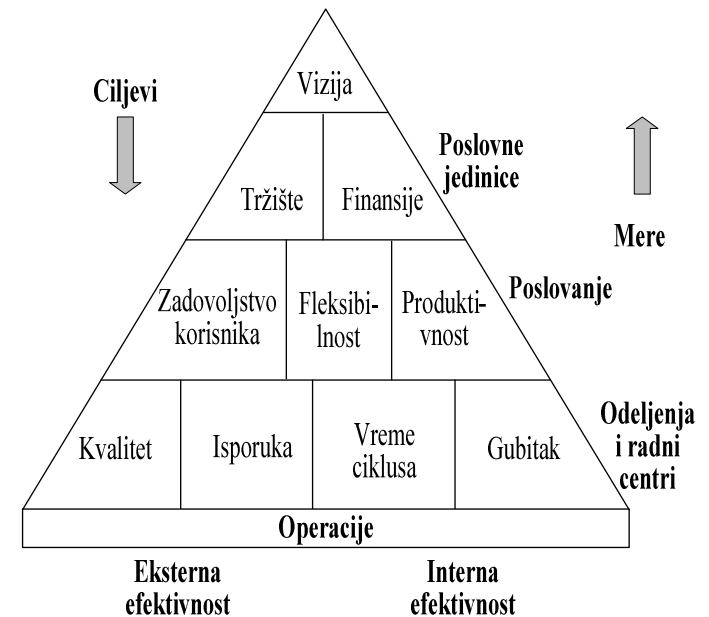 Vizija
Ciljevi
Poslovne
jedinice
Tržište
Finansije
Mere
Poslovanje
Zadovoljstvo
korisnika
Fleksibi-
lnost
Produkti-
vnost
Odeljenja
i radni
centri
Kvalitet
Isporuka
Vreme
ciklusa
Gubitak
Operacije
Eksterna
efektivnost
Interna
efektivnost